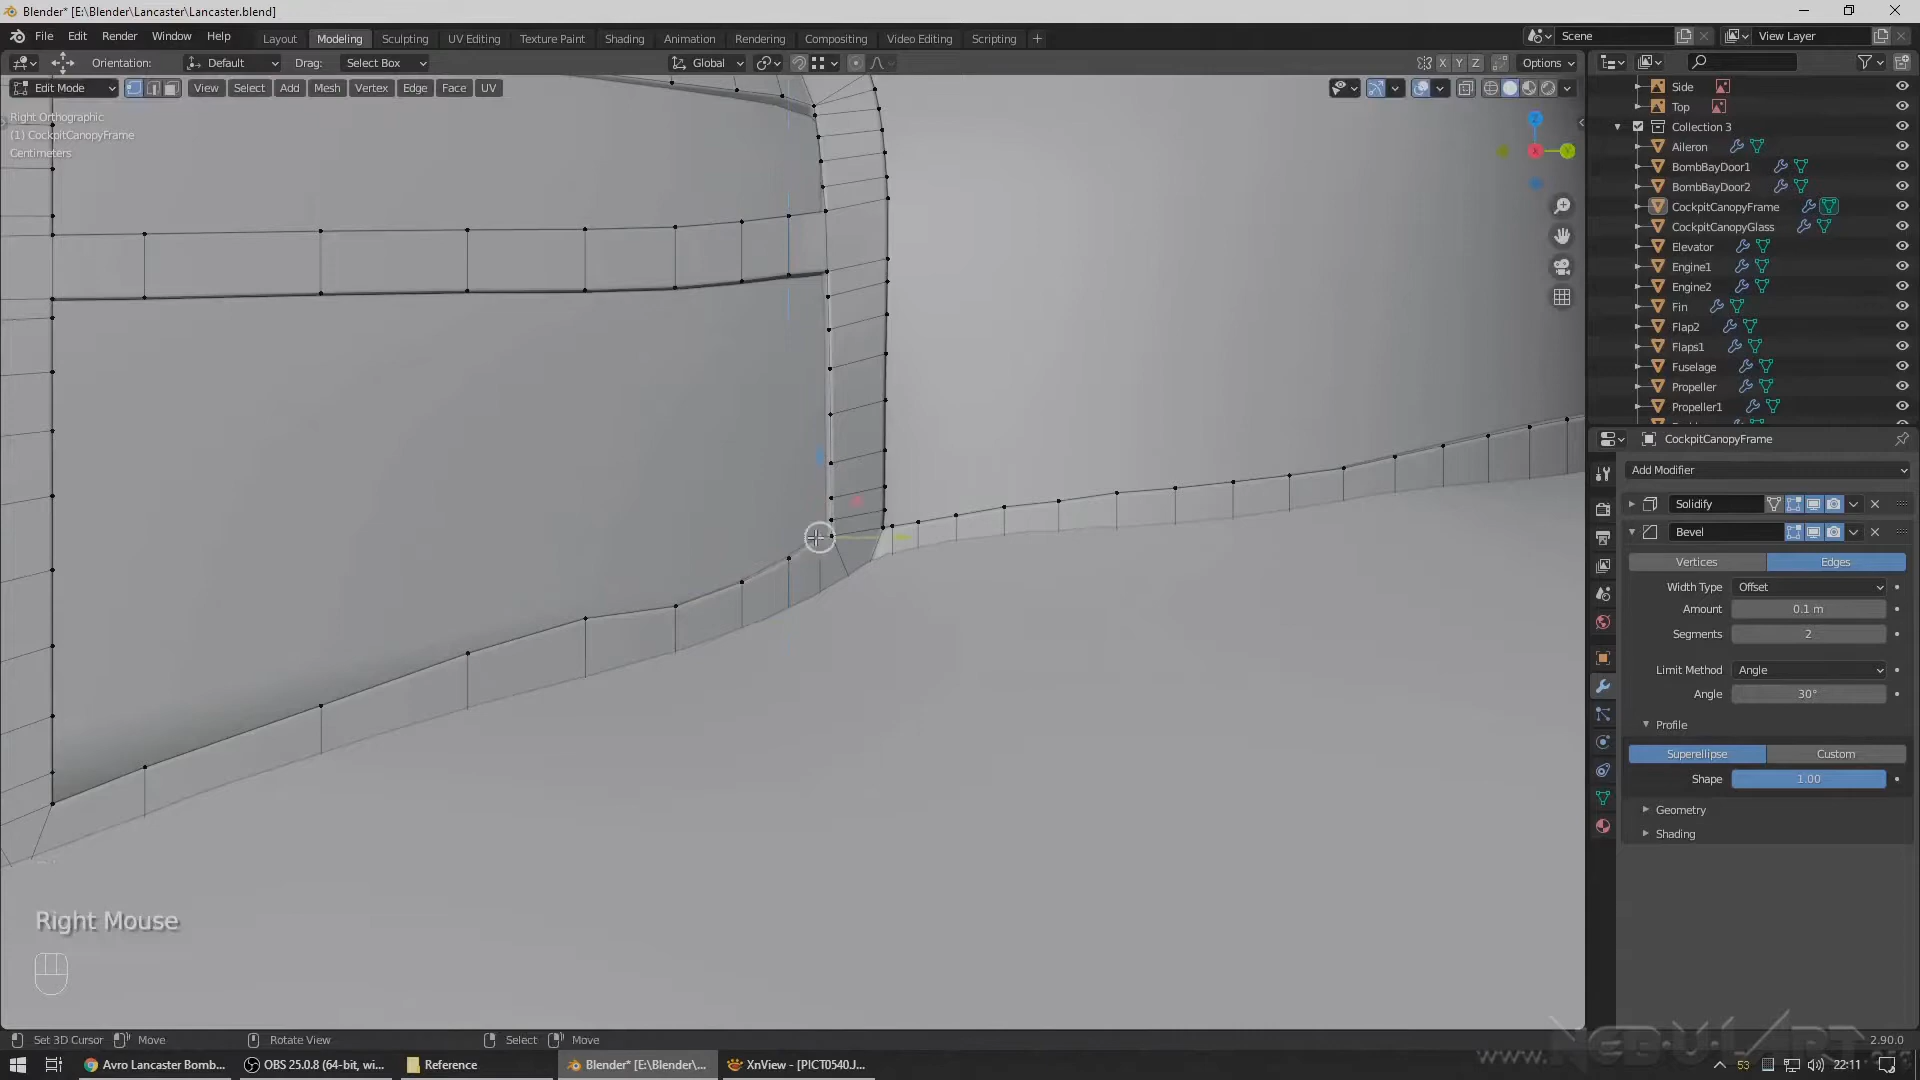 Blender* [E:\Blender\Lancaster\Lancaster.blend]
File Edit Render Window Help Layout Modeling Sculpting UV Editing Texture Paint Shading Animation Rendering Compositing Video Editing Scripting + Scene View Layer
Orientation: Default Drag: Select Box Global X Y Z Options
Edit Mode View Select Add Mesh Vertex Edge Face UV
Right Orthographic
(1) CockpitCanopyFrame
Centimeters
Z
X
Y
Side
Top
Collection 3
Aileron
BombBayDoor1
BombBayDoor2
CockpitCanopyFrame
CockpitCanopyGlass
Elevator
Engine1
Engine2
Fin
Flap2
Flaps1
Fuselage
Propeller
Propeller1
CockpitCanopyFrame
Add Modifier
Solidify
Bevel
Vertices Edges
Width Type Offset
Amount 0.1 m
Segments 2
Limit Method Angle
Angle 30°
Profile
Superellipse Custom
Shape 1.00
Geometry
Shading
Right Mouse
Set 3D Cursor Move Rotate View Select Move 2.90.0
Avro Lancaster Bomb... OBS 25.0.8 (64-bit, wi... Reference Blender* [E:\Blender\... XnView - [PICT0540.J... 53 22:11